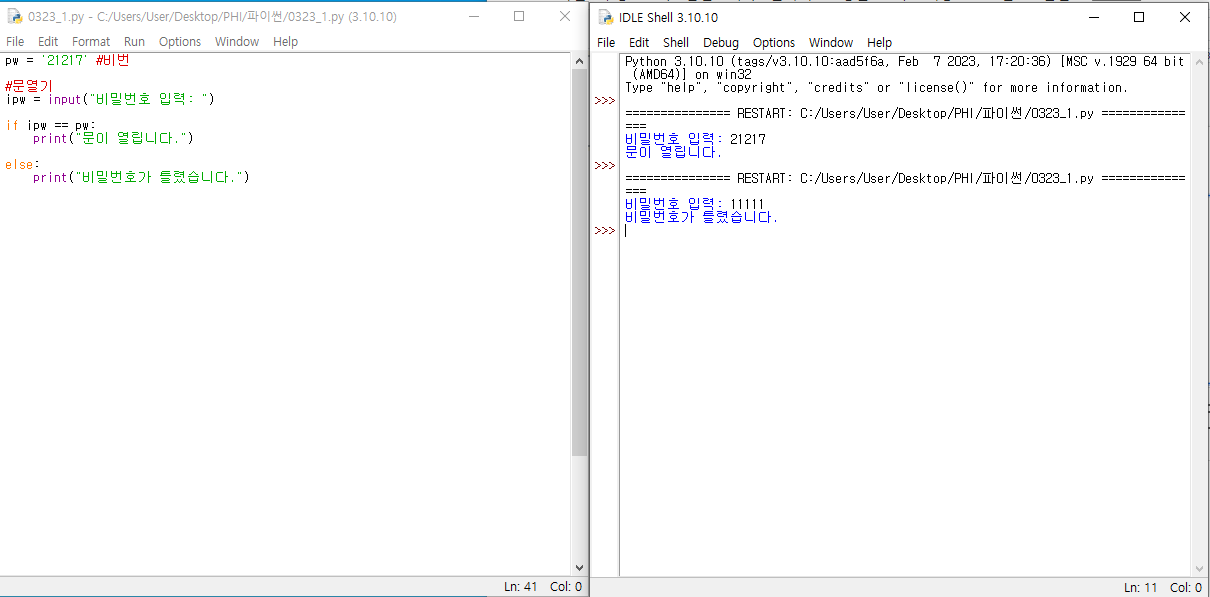 0323_1.py - C:/Users/User/Desktop/PHI/파이썬/0323_1.py (3.10.10)
File Edit Format Run Options Window Help
pw = '21217' #비번
#문열기
ipw = input("비밀번호 입력: ")
if ipw == pw:
print("문이 열립니다.")
else:
print("비밀번호가 틀렸습니다.")
Ln: 41 Col: 0
IDLE Shell 3.10.10
File Edit Shell Debug Options Window Help
Python 3.10.10 (tags/v3.10.10:aad5f6a, Feb  7 2023, 17:20:36) [MSC v.1929 64 bit
(AMD64)] on win32
Type "help", "copyright", "credits" or "license()" for more information.
>>>
=============== RESTART: C:/Users/User/Desktop/PHI/파이썬/0323_1.py ============
===
비밀번호 입력: 21217
문이 열립니다.
>>>
=============== RESTART: C:/Users/User/Desktop/PHI/파이썬/0323_1.py ============
===
비밀번호 입력: 11111
비밀번호가 틀렸습니다.
>>>
Ln: 11 Col: 0